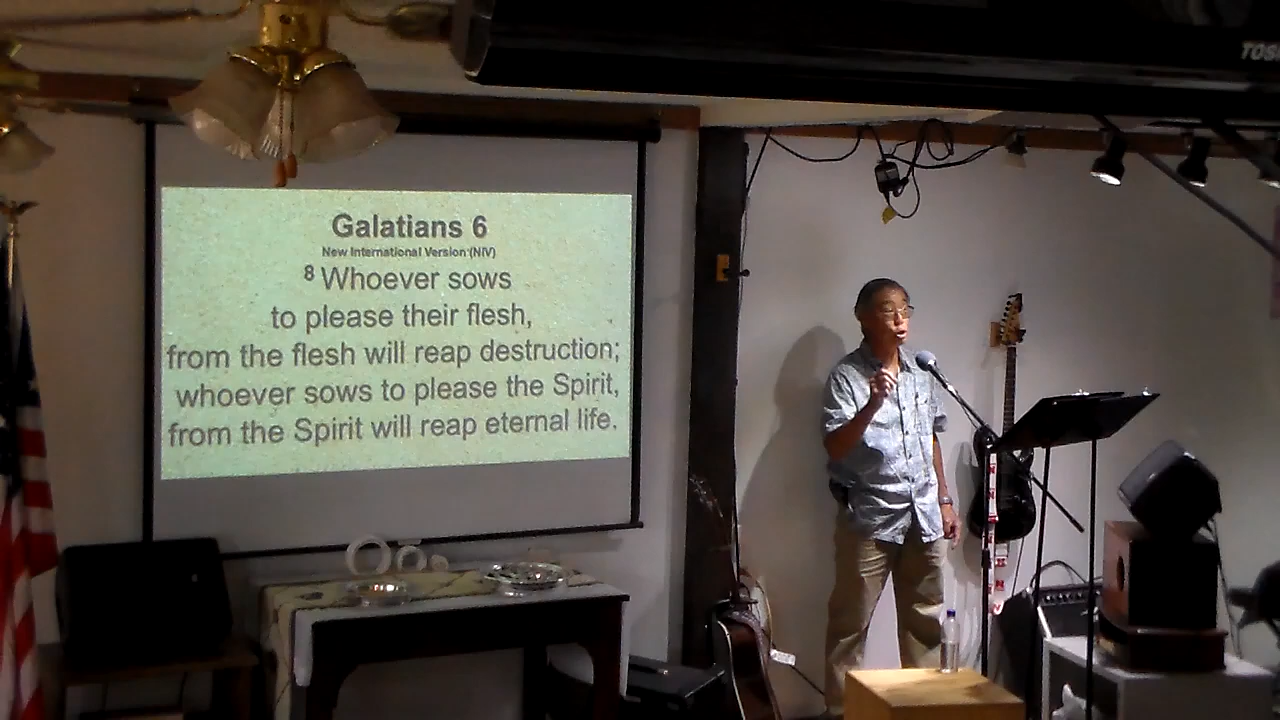 Galatians 6
New International Version (NIV)
8 Whoever sows
to please their flesh,
from the flesh will reap destruction;
whoever sows to please the Spirit,
from the Spirit will reap eternal life.
TOS